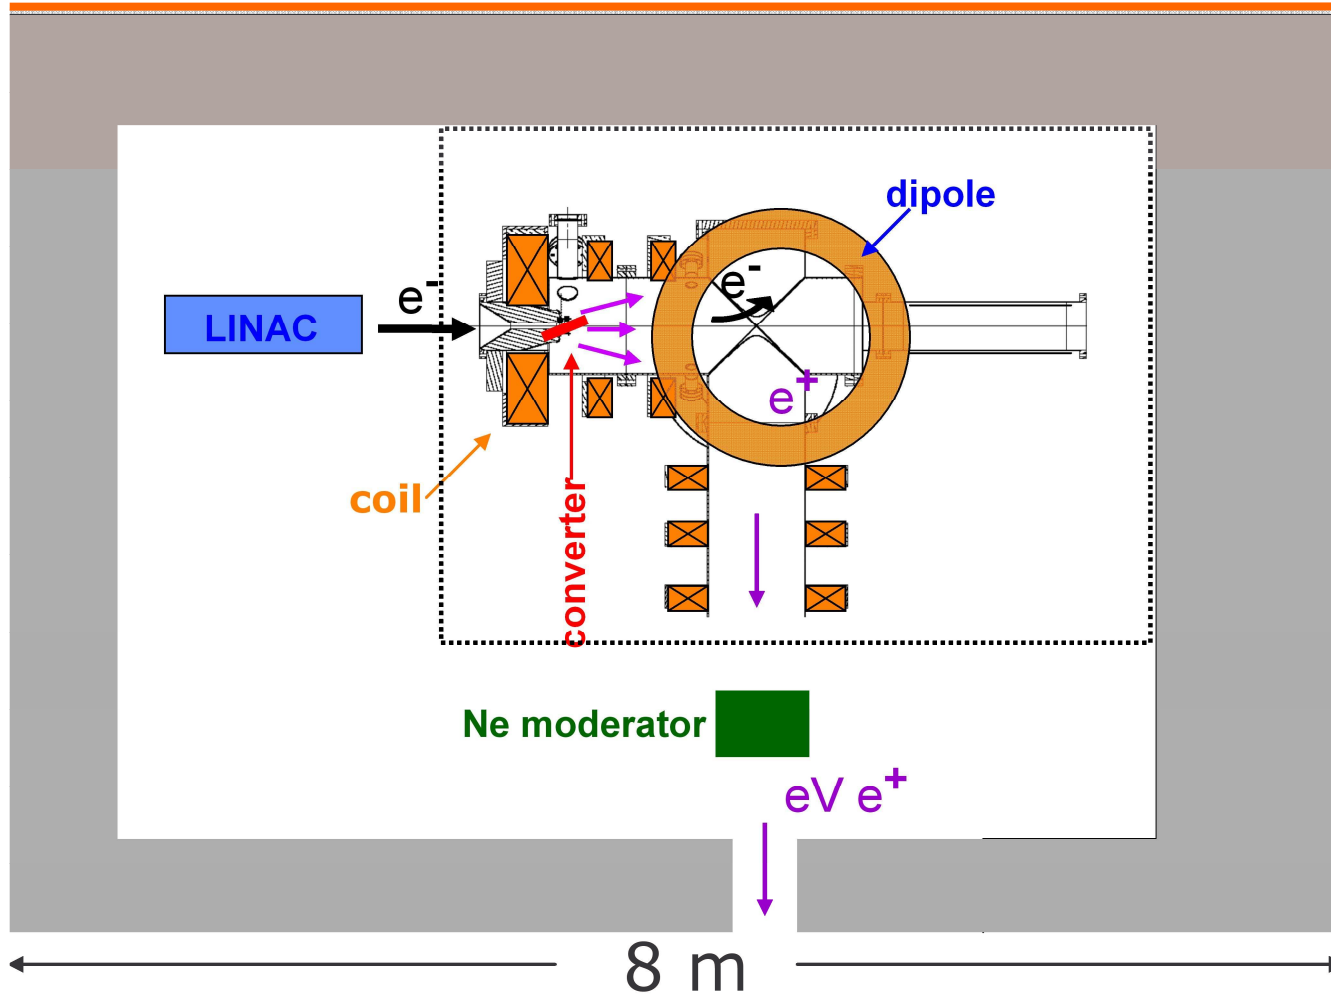 dipole
e-
e-
LINAC
e+
coil
converter
Ne moderator
eV e+
8 m